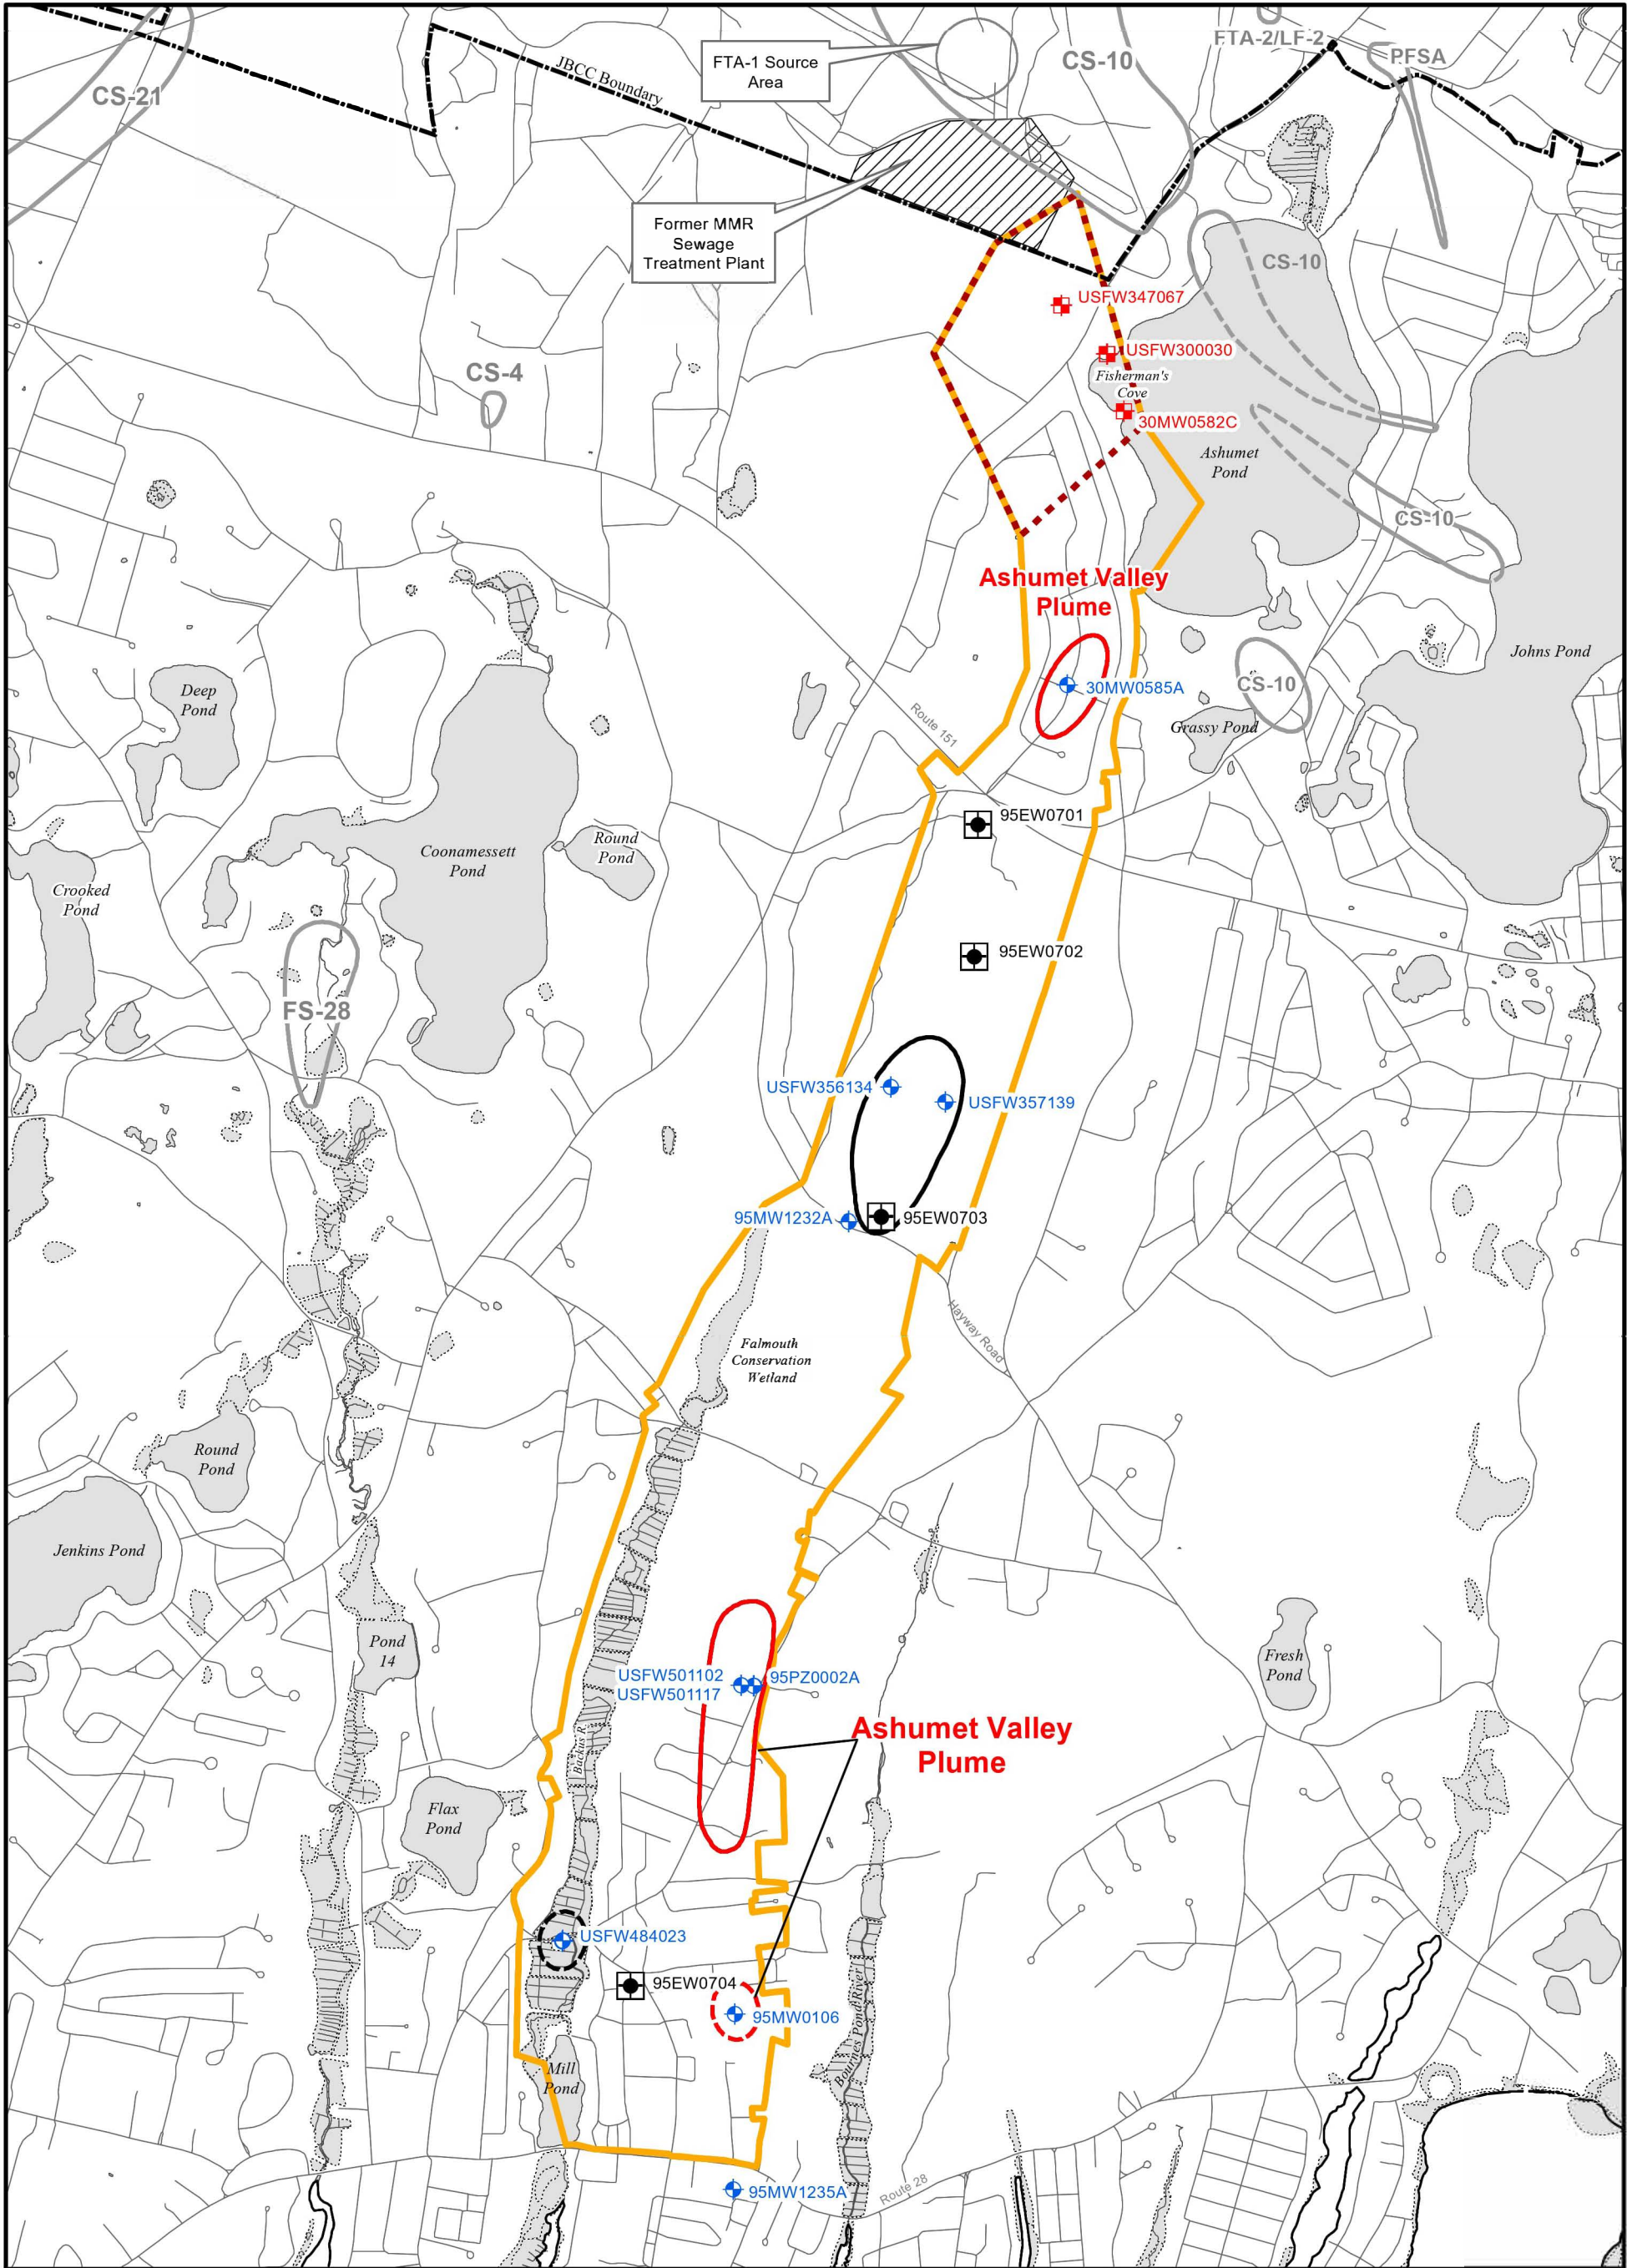 FTA-2/LF-2
CS-10
PFSA
FTA-1 Source
Area
JBCC Boundary
CS-21
Former MMR
Sewage
Treatment Plant
CS-10
USFW347067
USFW300030
Fisherman's
Cove
30MW0582C
CS-4
Ashumet
Pond
CS-10
Ashumet Valley
Plume
Johns Pond
30MW0585A
CS-10
Deep
Pond
Route 151
Grassy Pond
95EW0701
Round
Pond
Coonamessett
Pond
Crooked
Pond
95EW0702
FS-28
USFW356134
USFW357139
95MW1232A
95EW0703
Hayway Road
Falmouth
Conservation
Wetland
Round
Pond
Jenkins Pond
Pond
14
Fresh
Pond
USFW501102
USFW501117
95PZ0002A
Ashumet Valley
Plume
Backus R.
Flax
Pond
USFW484023
95EW0704
95MW0106
Bournes Pond River
Mill
Pond
95MW1235A
Route 28